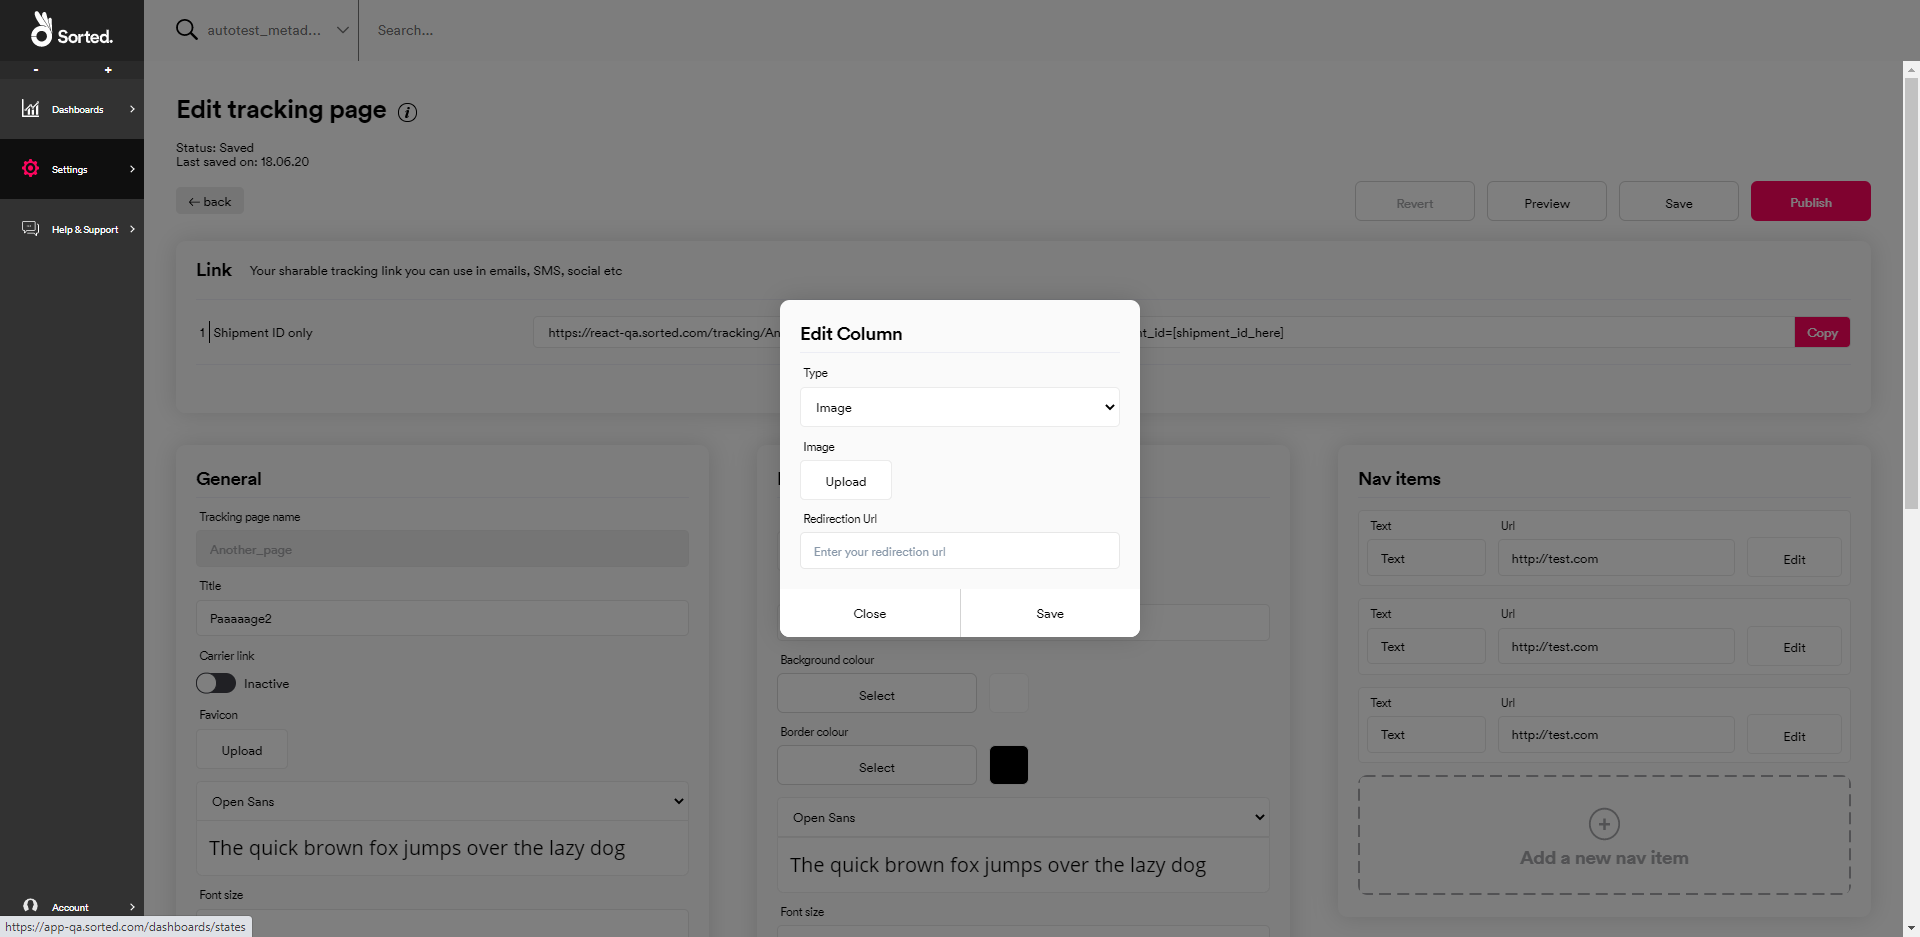 Sorted.
autotest_metad...
Search...
- +
Dashboards
Settings
Help & Support
Account
https://app-qa.sorted.com/dashboards/states
Edit tracking page i
Status: Saved
Last saved on: 18.06.20
← back
Revert
Preview
Save
Publish
Link Your sharable tracking link you can use in emails, SMS, social etc
1 Shipment ID only
https://react-qa.sorted.com/tracking/An
t_id=[shipment_id_here]
Copy
Edit Column
Type
Image
Image
Upload
Redirection Url
Enter your redirection url
Close
Save
General
Tracking page name
Another_page
Title
Paaaaage2
Carrier link
Inactive
Favicon
Upload
Open Sans
The quick brown fox jumps over the lazy dog
Font size
Background colour
Select
Border colour
Select
Open Sans
The quick brown fox jumps over the lazy dog
Font size
Nav items
Text Url
Text http://test.com Edit
Text Url
Text http://test.com Edit
Text Url
Text http://test.com Edit
Add a new nav item